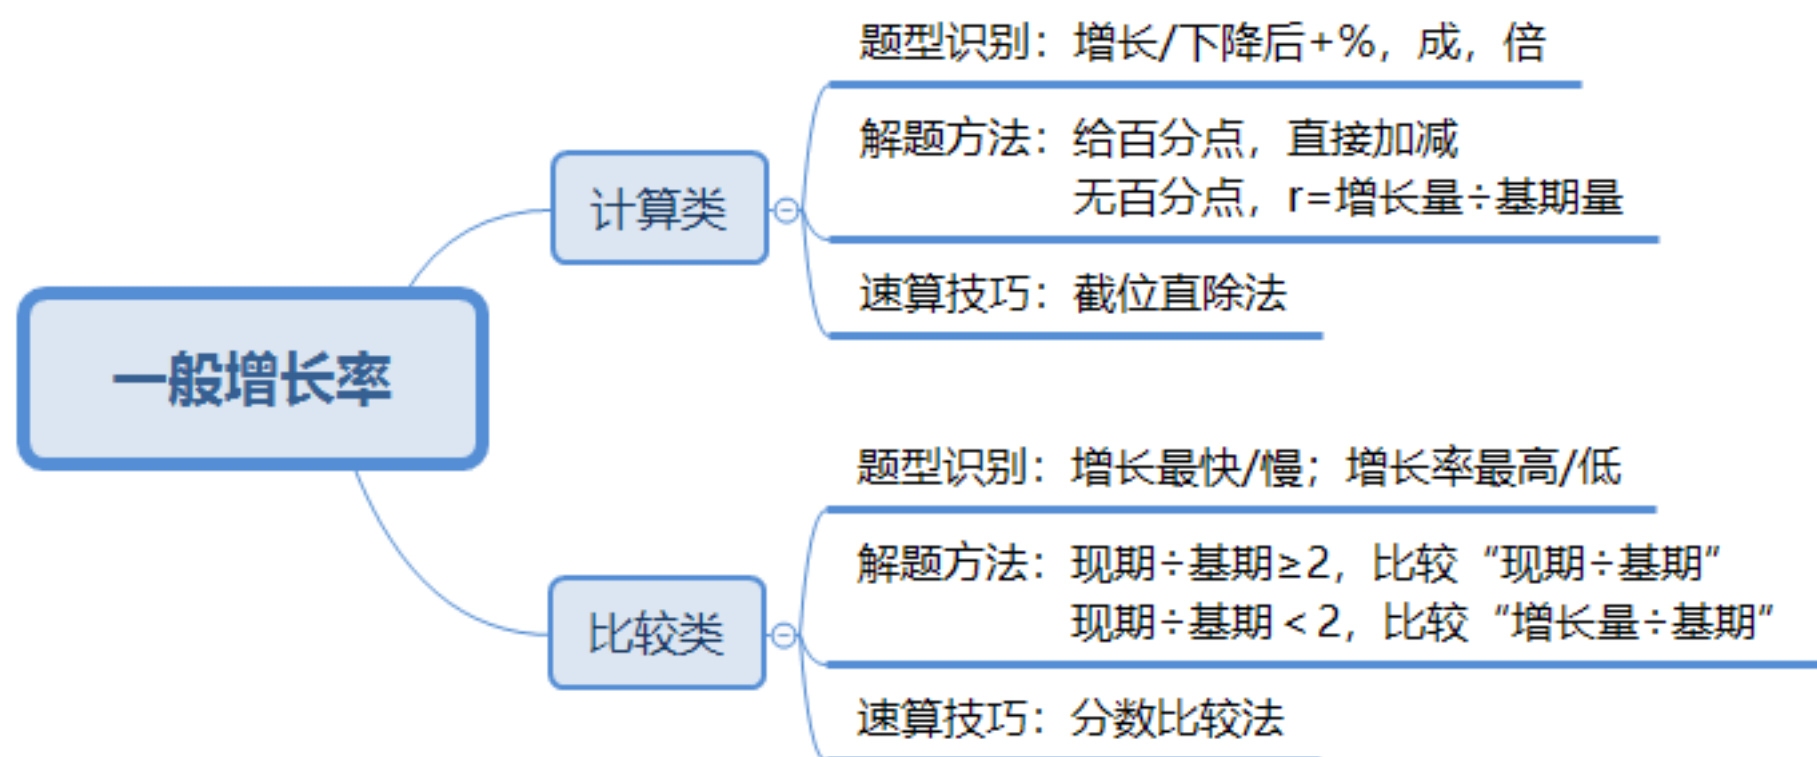 一般增长率
计算类
题型识别：增长/下降后+%，成，倍
解题方法：给百分点，直接加减
无百分点，r=增长量÷基期量
速算技巧：截位直除法
比较类
题型识别：增长最快/慢；增长率最高/低
解题方法：现期÷基期≥2，比较“现期÷基期”
现期÷基期＜2，比较“增长量÷基期”
速算技巧：分数比较法